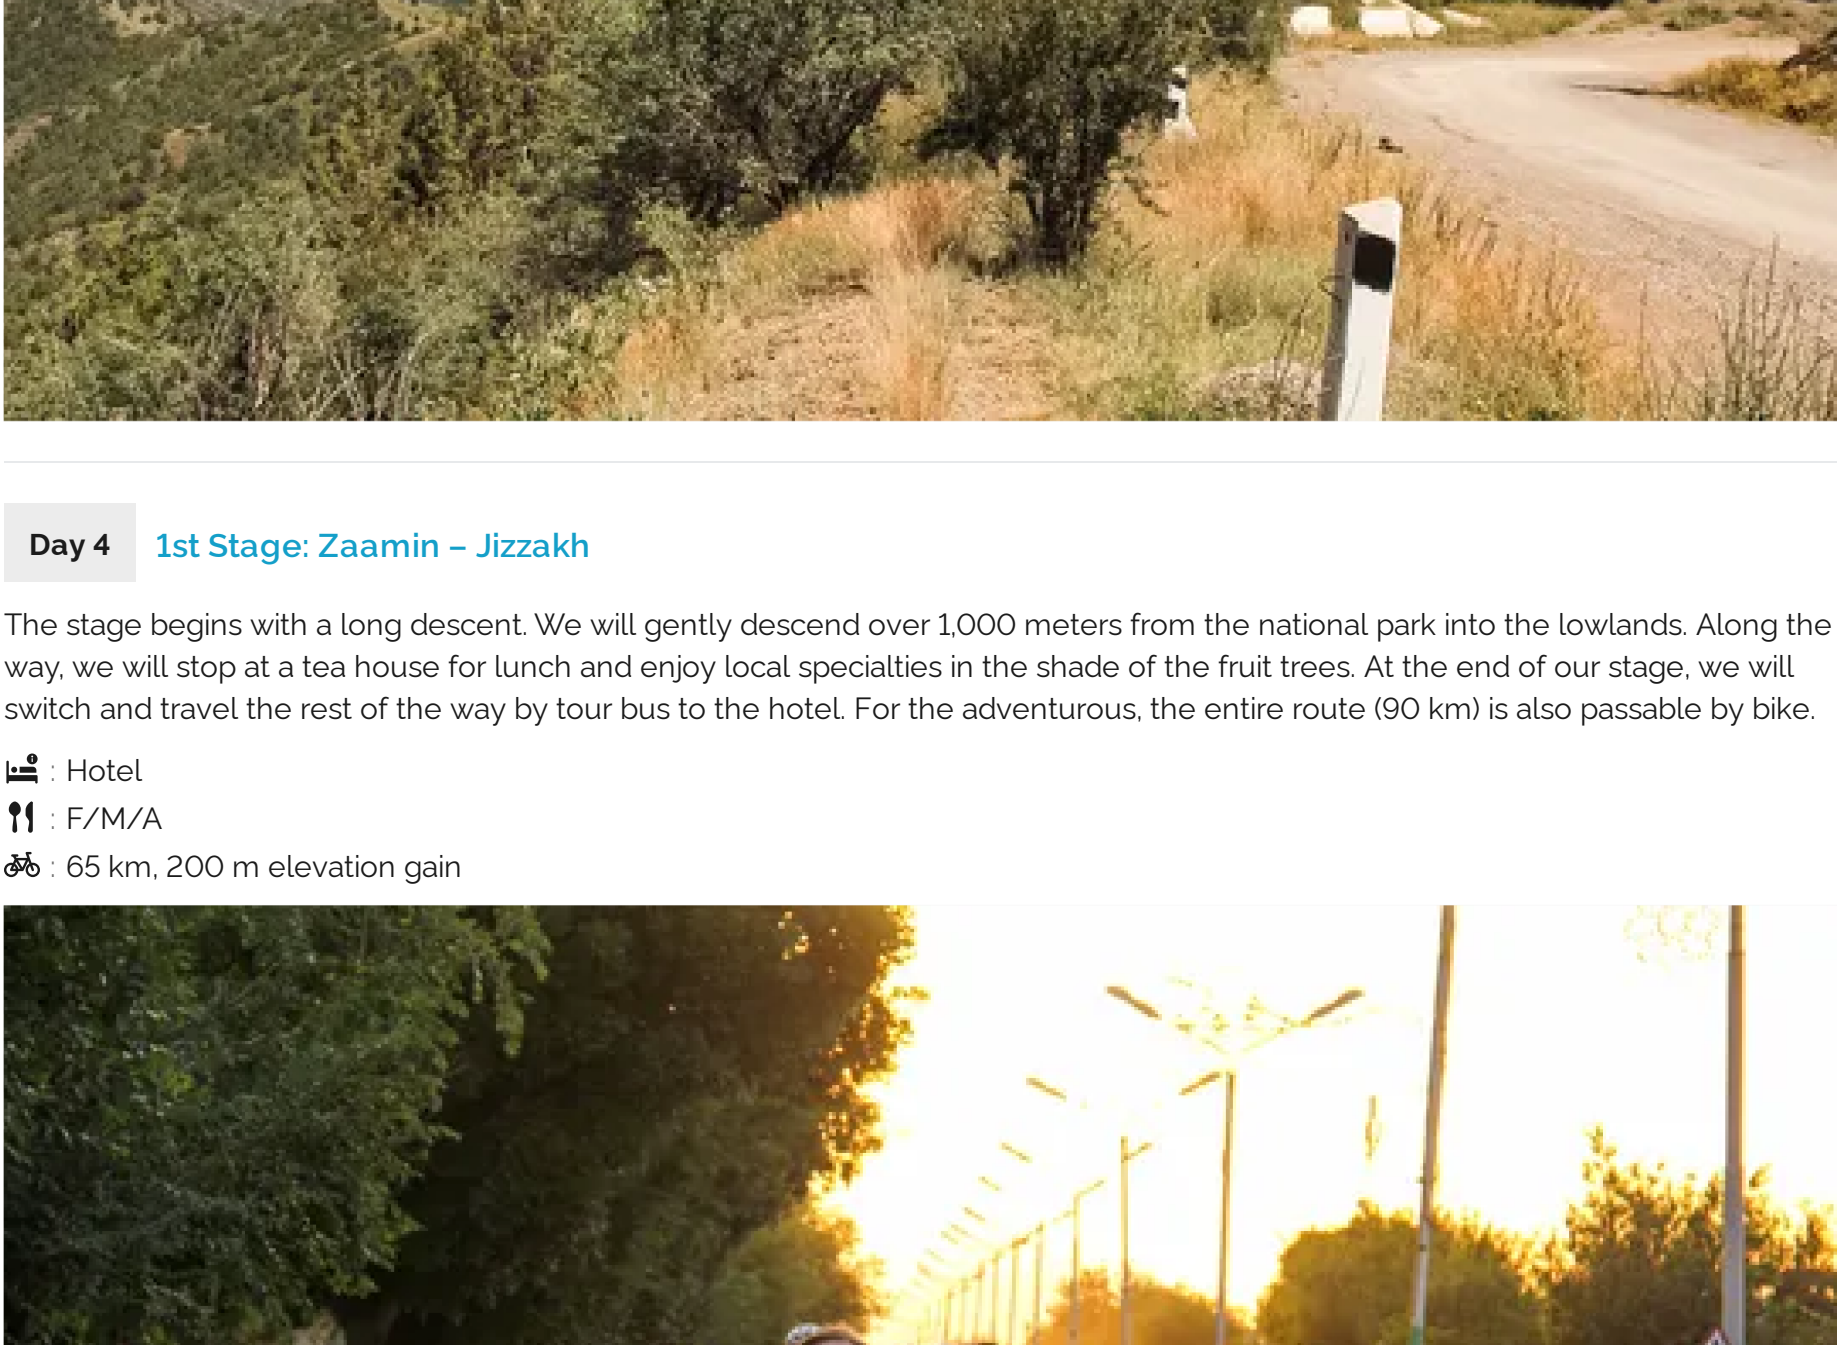 Day 4
1st Stage: Zaamin – Jizzakh
The stage begins with a long descent. We will gently descend over 1,000 meters from the national park into the lowlands. Along the
way, we will stop at a tea house for lunch and enjoy local specialties in the shade of the fruit trees. At the end of our stage, we will
switch and travel the rest of the way by tour bus to the hotel. For the adventurous, the entire route (90 km) is also passable by bike.
: Hotel
: F/M/A
: 65 km, 200 m elevation gain